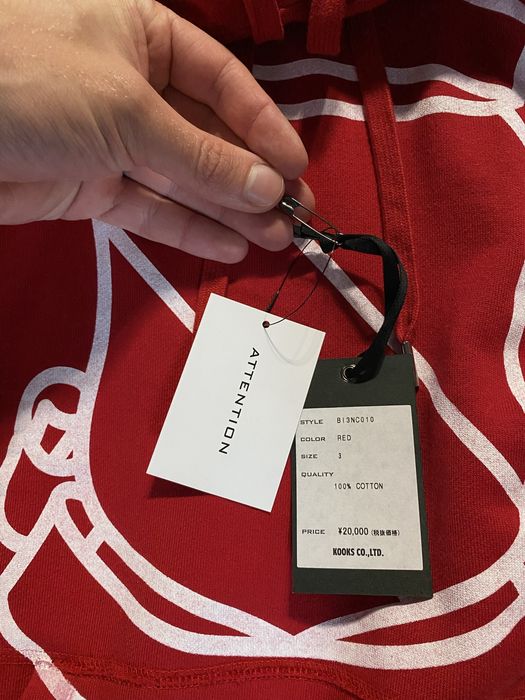 ATTENTION
STYLE BI3NC010
COLOR RED
SIZE 3
QUALITY
100% COTTON
PRICE ¥20,000 (税抜価格)
KOOKS CO.,LTD.